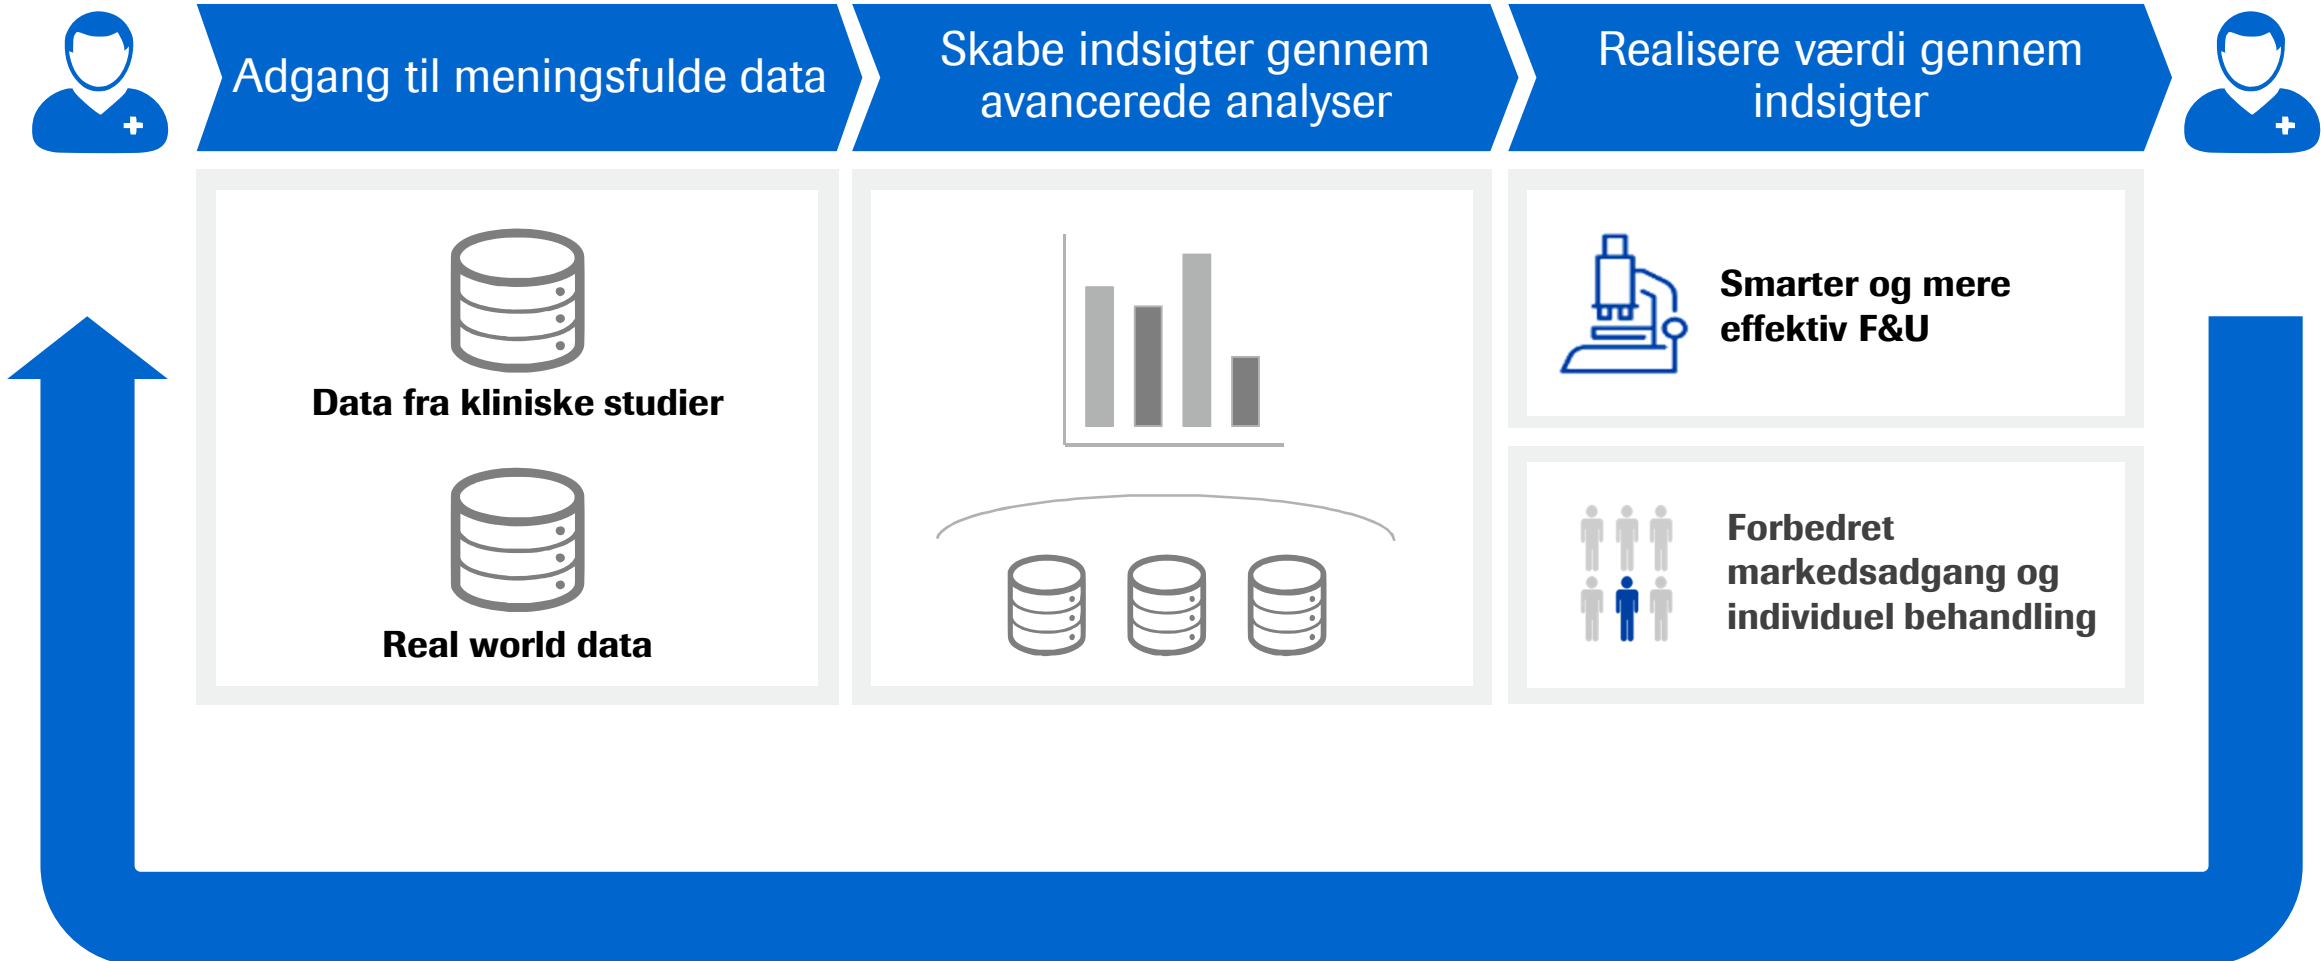 Adgang til meningsfulde data
Skabe indsigter gennem
avancerede analyser
Realisere værdi gennem
indsigter
Data fra kliniske studier
Real world data
Smarter og mere
effektiv F&U
Forbedret
markedsadgang og
individuel behandling